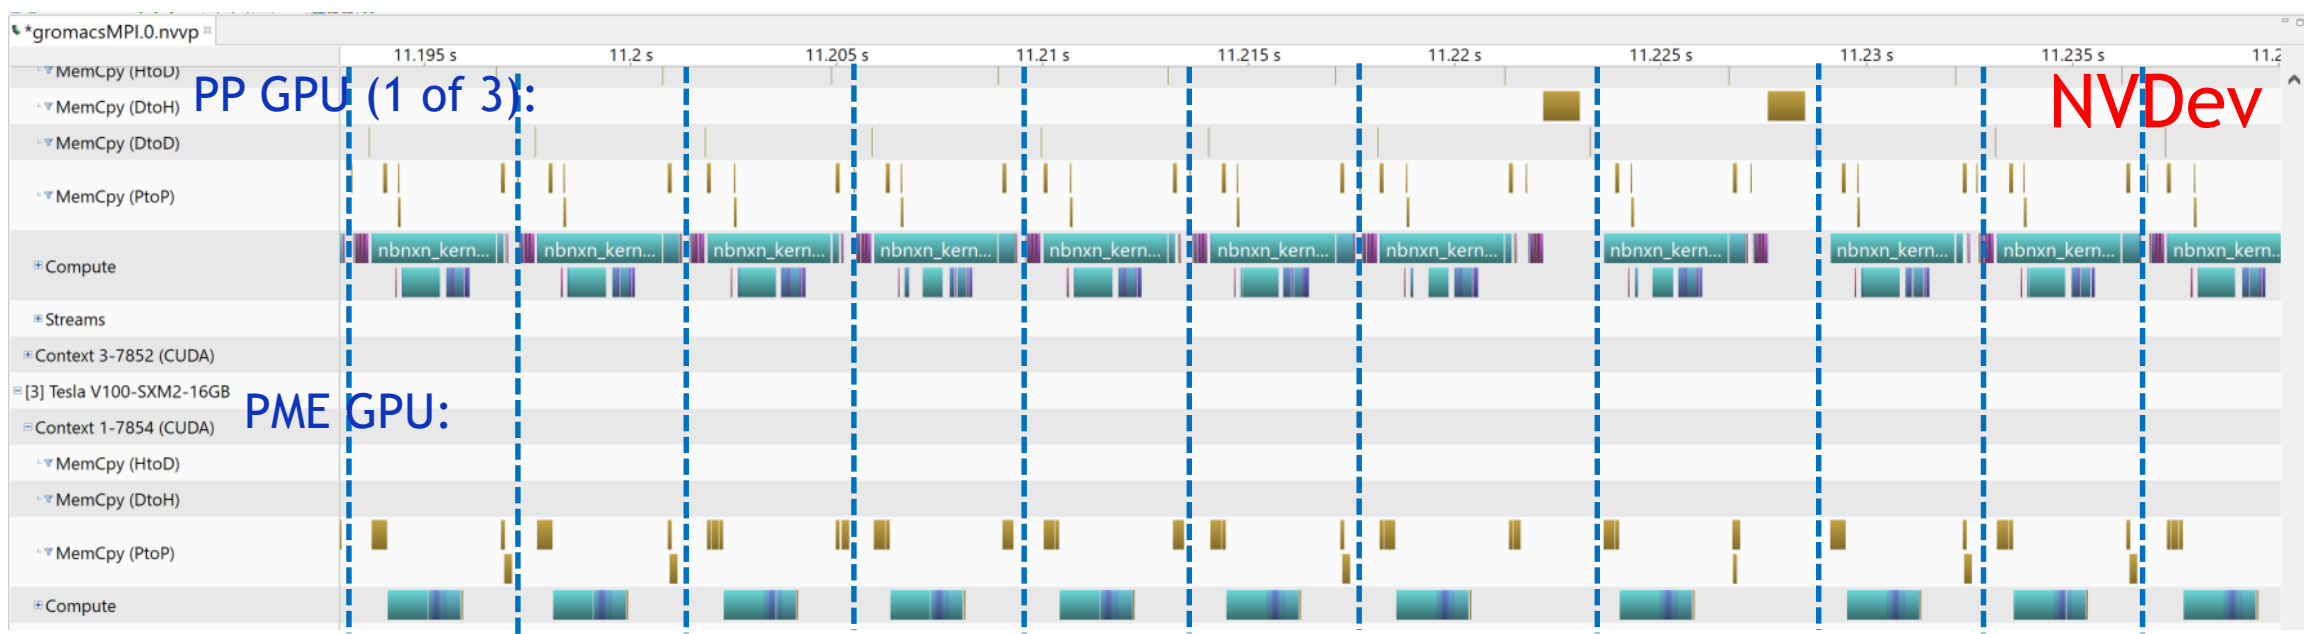 *gromacsMPI.0.nvvp
11.195 s 11.2 s 11.205 s 11.21 s 11.215 s 11.22 s 11.225 s 11.23 s 11.235 s 11.2
MemCpy (HtoD)
PP GPU (1 of 3):
NVDev
MemCpy (DtoH)
MemCpy (DtoD)
MemCpy (PtoP)
Compute
nbnxn_kern... nbnxn_kern... nbnxn_kern... nbnxn_kern... nbnxn_kern... nbnxn_kern... nbnxn_kern... nbnxn_kern... nbnxn_kern... nbnxn_kern... nbnxn_kern..
Streams
Context 3-7852 (CUDA)
[3] Tesla V100-SXM2-16GB
PME GPU:
Context 1-7854 (CUDA)
MemCpy (HtoD)
MemCpy (DtoH)
MemCpy (PtoP)
Compute